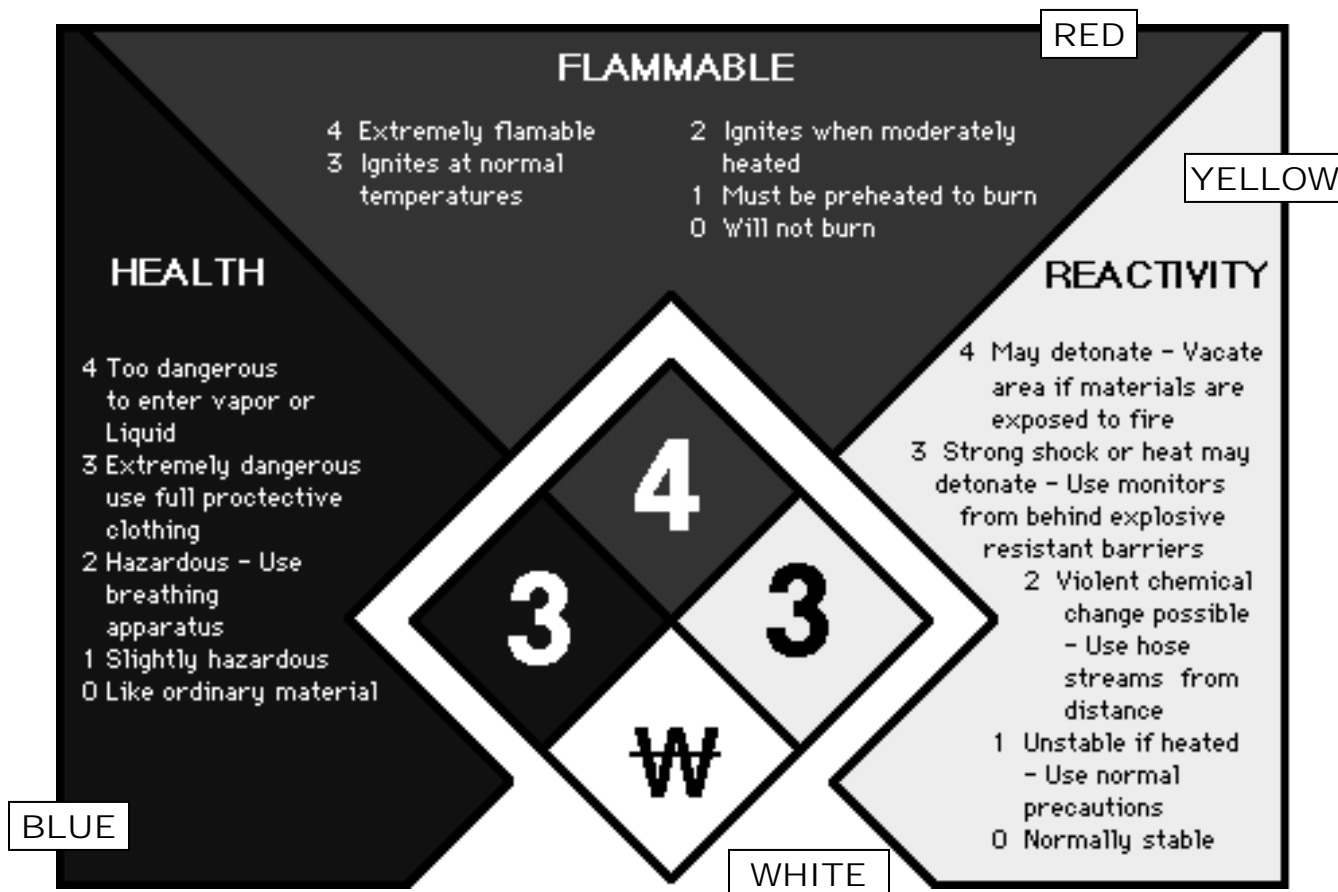 RED
FLAMMABLE
4 Extremely flamable
3 Ignites at normal
temperatures
2 Ignites when moderately
heated
1 Must be preheated to burn
0 Will not burn
YELLOW
HEALTH
4 Too dangerous
to enter vapor or
Liquid
3 Extremely dangerous
use full proctective
clothing
2 Hazardous - Use
breathing
apparatus
1 Slightly hazardous
0 Like ordinary material
REACTIVITY
4 May detonate - Vacate
area if materials are
exposed to fire
3 Strong shock or heat may
detonate - Use monitors
from behind explosive
resistant barriers
2 Violent chemical
change possible
- Use hose
streams from
distance
1 Unstable if heated
- Use normal
precautions
0 Normally stable
4
3
3
W̶
BLUE
WHITE